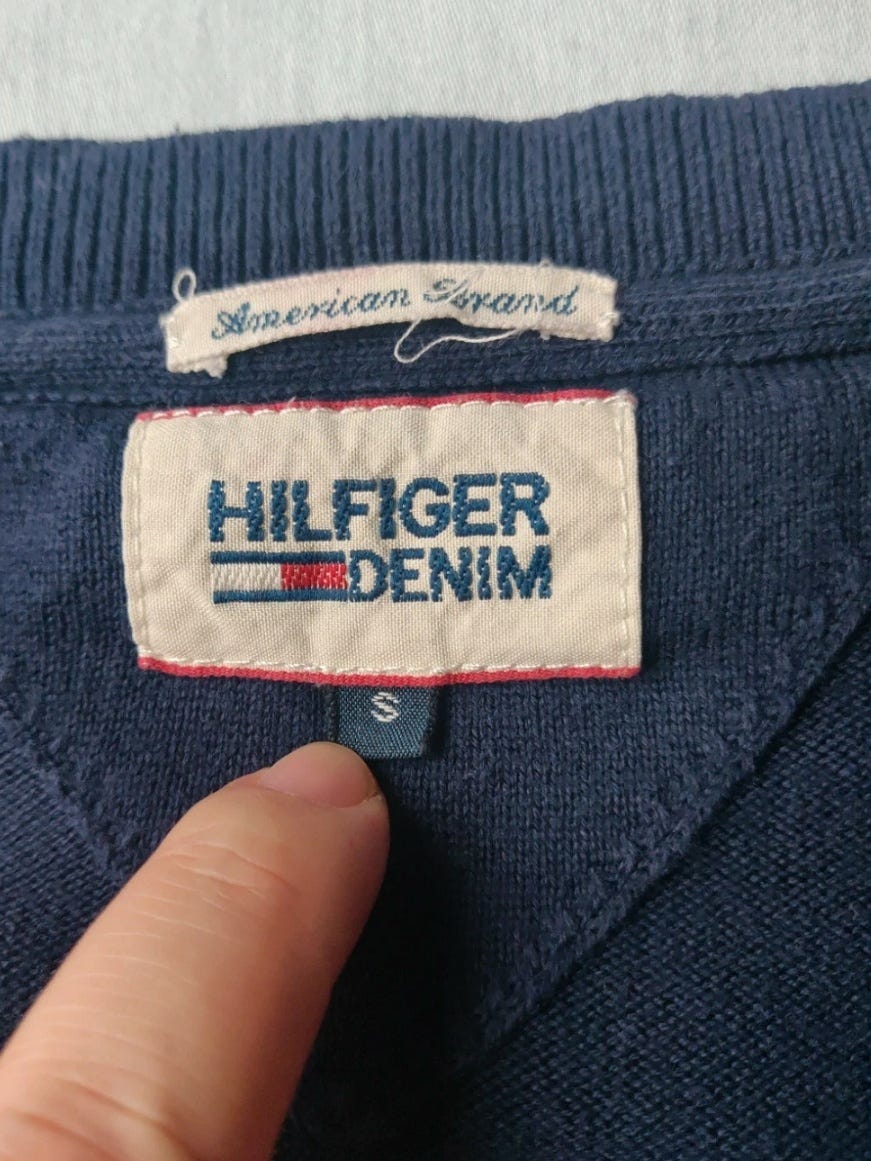 American Brand
HILFIGER
DENIM
S